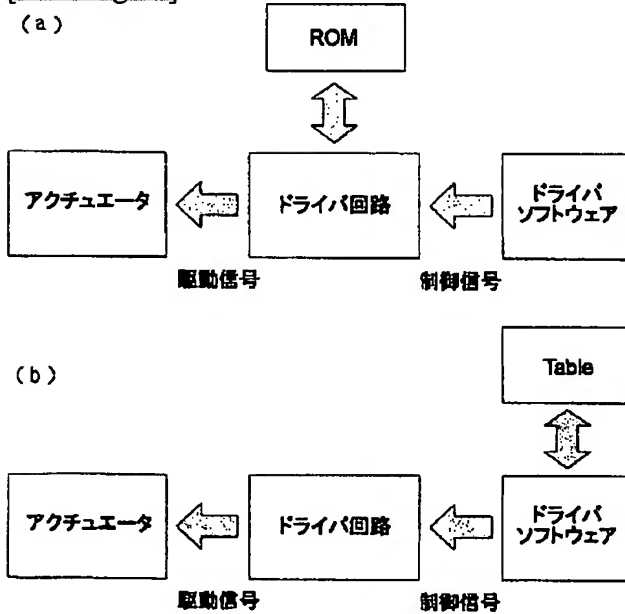 (a)
ROM
アクチュエータ
ドライバ回路
ドライバ
ソフトウェア
駆動信号
制御信号
(b)
Table
アクチュエータ
ドライバ回路
ドライバ
ソフトウェア
駆動信号
制御信号